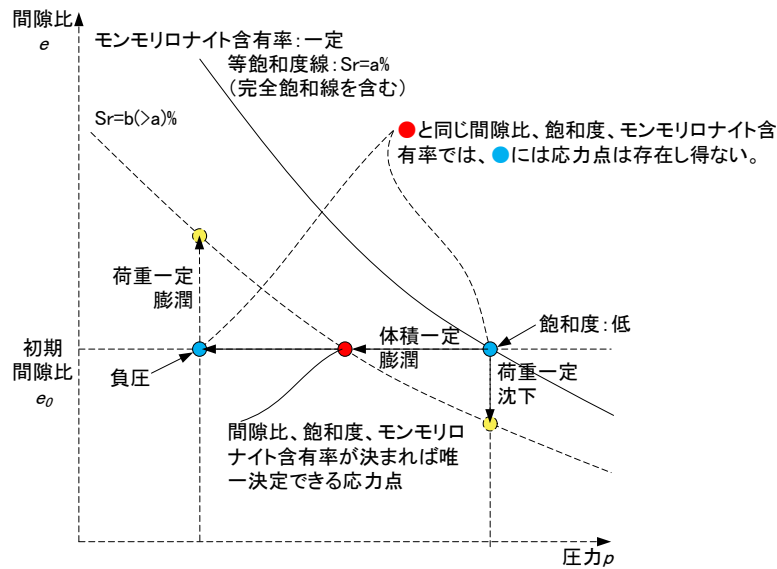 間隙比
e
モンモリロナイト含有率：一定
等飽和度線：Sr=a%
（完全飽和線を含む）
Sr=b(>a)%
●と同じ間隙比、飽和度、モンモリロナイト含
有率では、●には応力点は存在し得ない。
荷重一定
膨潤
初期
間隙比
e0
負圧
体積一定
膨潤
飽和度：低
荷重一定
沈下
間隙比、飽和度、モンモリロ
ナイト含有率が決まれば唯
一決定できる応力点
圧力p